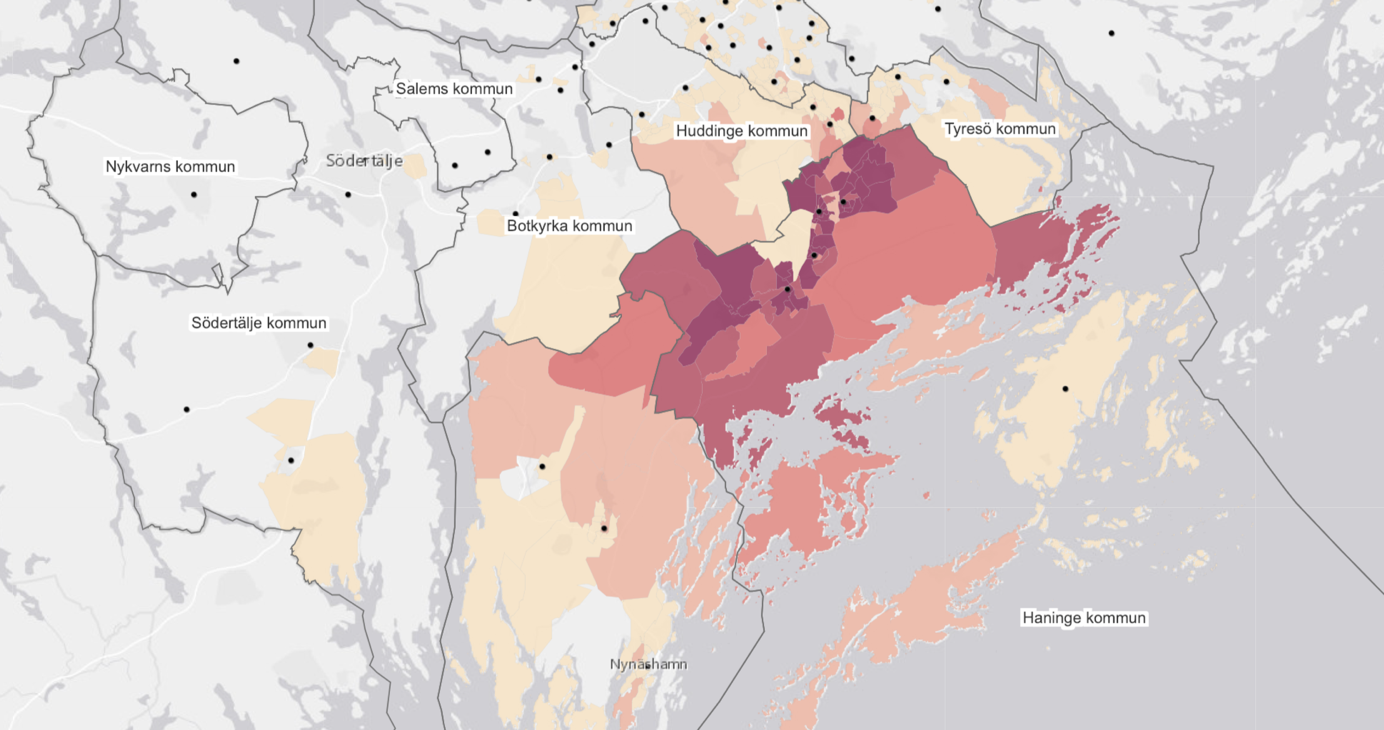 Salems kommun
Huddinge kommun
Tyresö kommun
Södertälje
Nykvarns kommun
Botkyrka kommun
Södertälje kommun
Haninge kommun
Nynäshamn